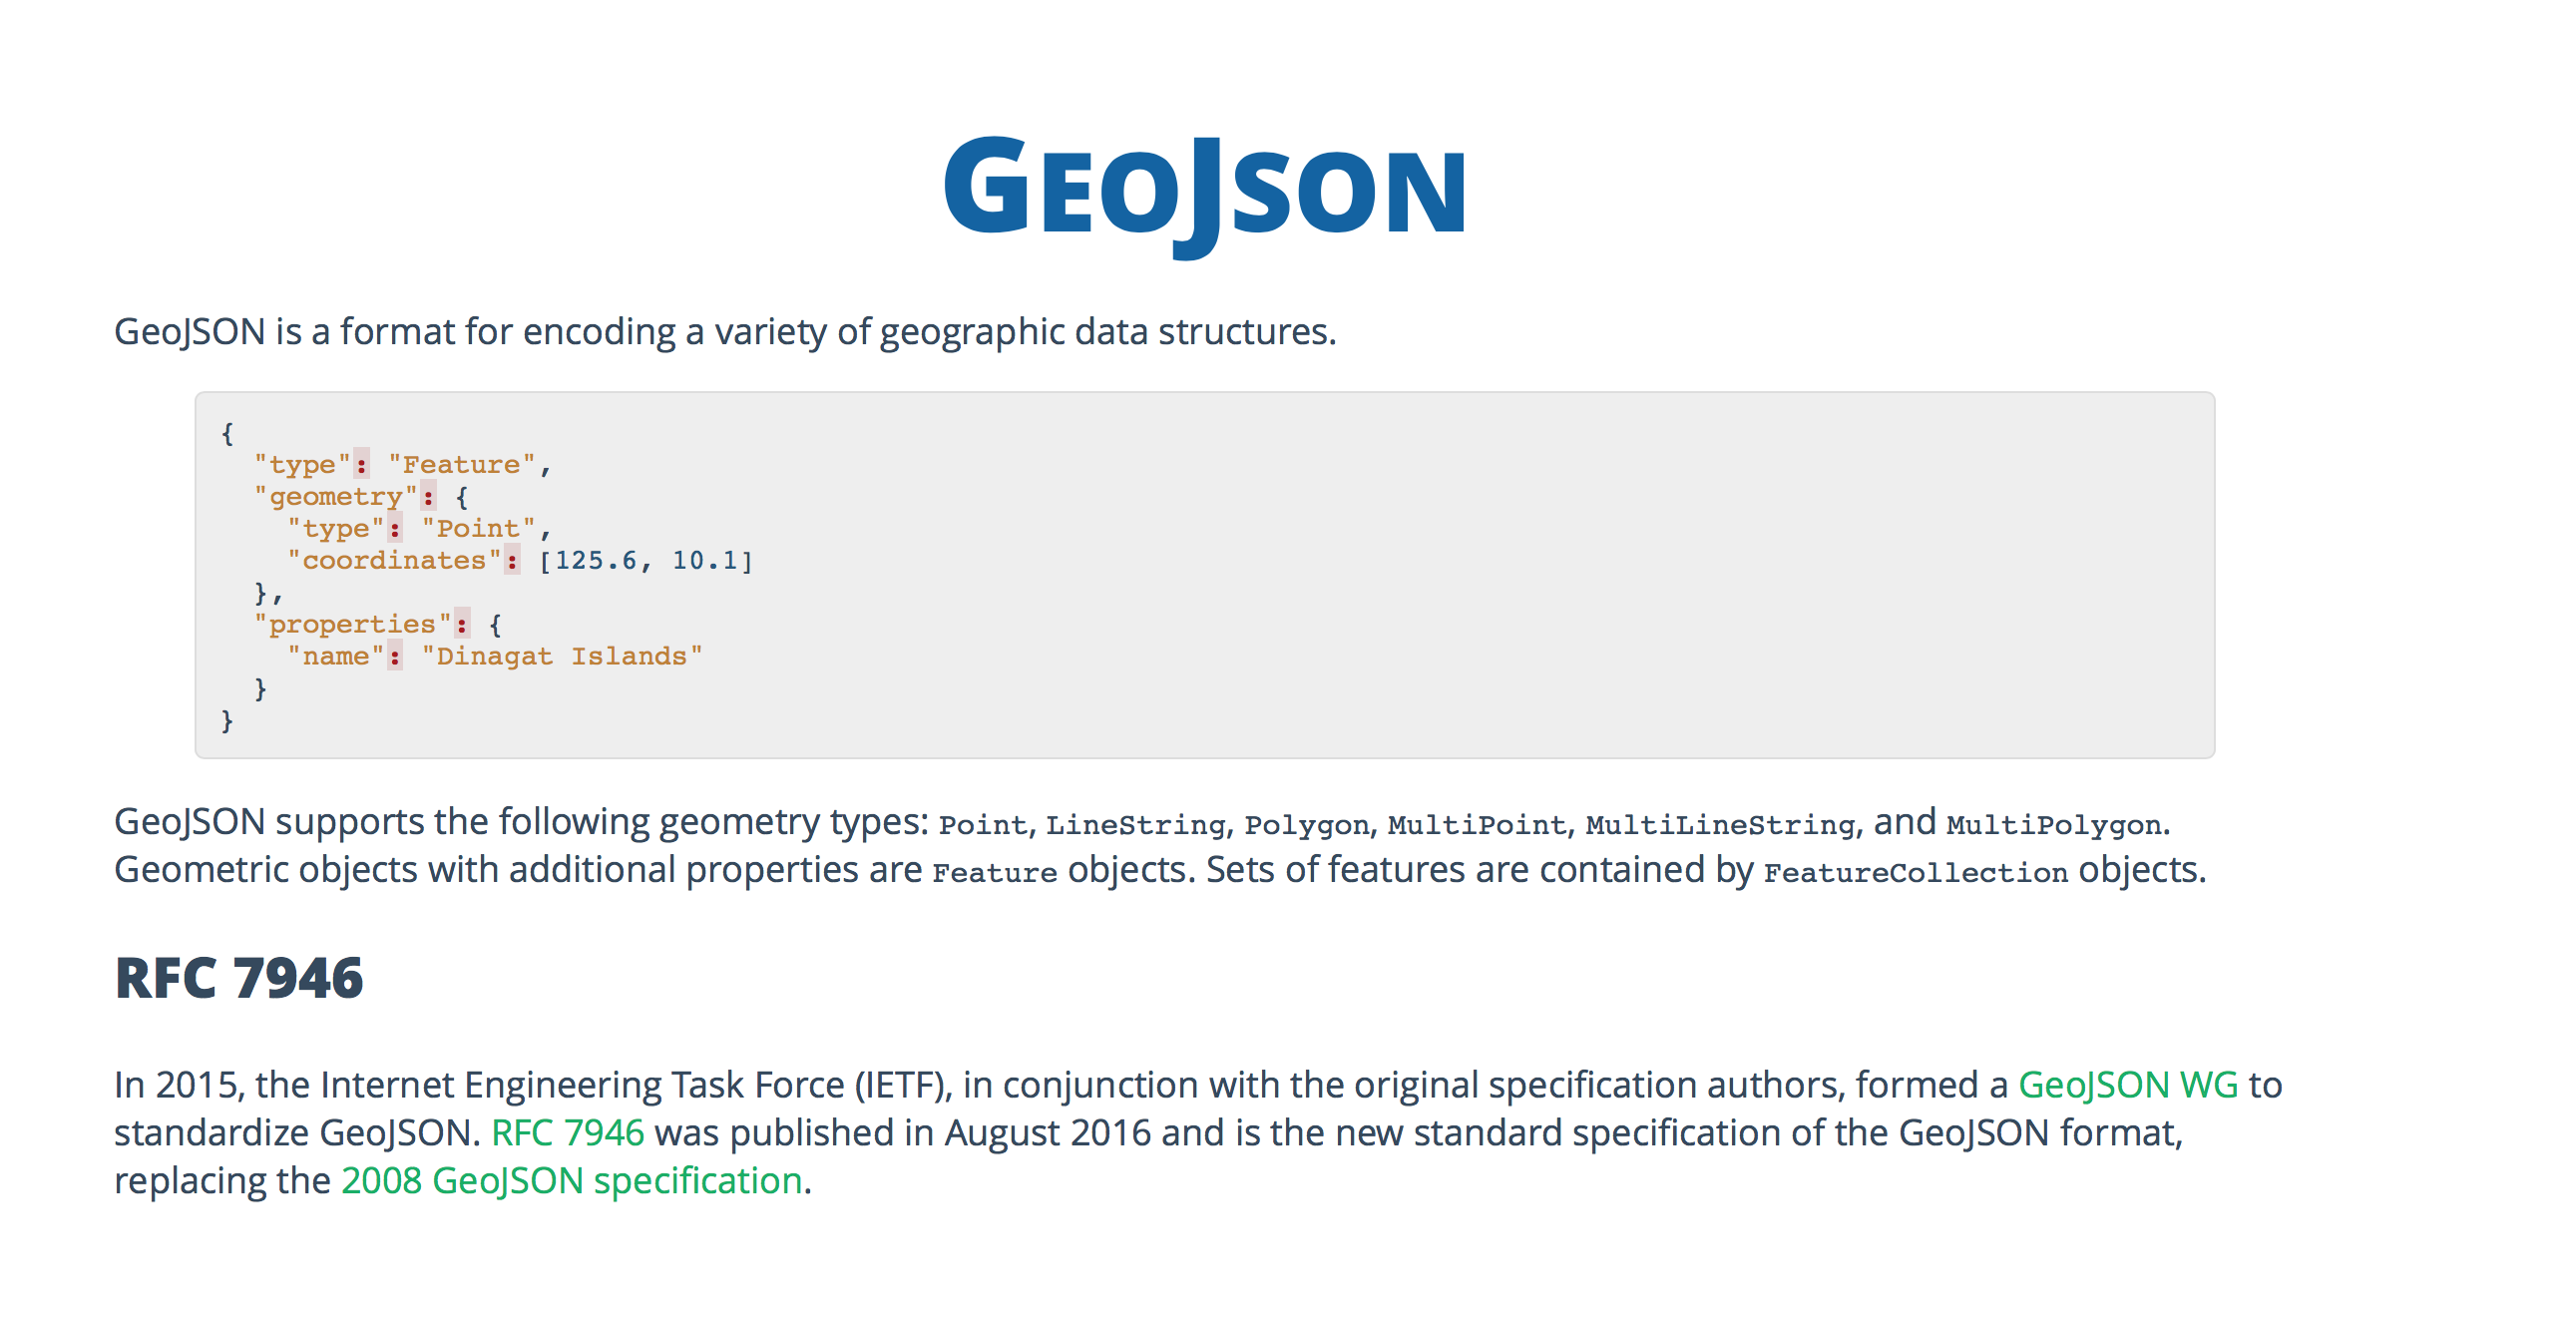 GEOJSON
GeoJSON is a format for encoding a variety of geographic data structures.
{
  "type": "Feature",
  "geometry": {
    "type": "Point",
    "coordinates": [125.6, 10.1]
  },
  "properties": {
    "name": "Dinagat Islands"
  }
}
GeoJSON supports the following geometry types: Point, LineString, Polygon, MultiPoint, MultiLineString, and MultiPolygon.
Geometric objects with additional properties are Feature objects. Sets of features are contained by FeatureCollection objects.
RFC 7946
In 2015, the Internet Engineering Task Force (IETF), in conjunction with the original specification authors, formed a GeoJSON WG to
standardize GeoJSON. RFC 7946 was published in August 2016 and is the new standard specification of the GeoJSON format,
replacing the 2008 GeoJSON specification.